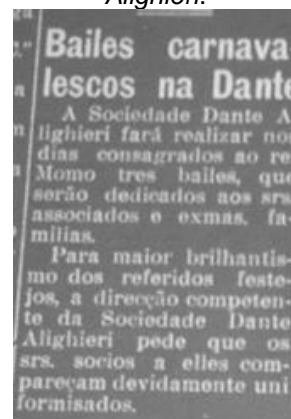 Alighieri.
Bailes carnava-
lescos na Dante
A Sociedade Dante A
lighieri fará realizar nos
dias consagrados ao rei
Momo tres bailes, que
serão dedicados aos srs.
associados e exmas. fa-
milias.
Para maior brilhantis-
mo dos referidos feste-
jos, a direcção competen-
te da Sociedade Dante
Alighieri pede que os
srs. socios a elles com-
pareçam devidamente uni
formisados.